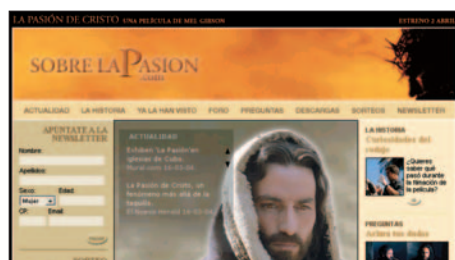 LA PASIÓN DE CRISTO UNA PELÍCULA DE MEL GIBSON
ESTRENO 2 ABRIL
SOBRE LA PASION
.com
ACTUALIDAD LA HISTORIA YA LA HAN VISTO FORO PREGUNTAS DESCARGAS SORTEOS NEWSLETTER
APÚNTATE A LA
NEWSLETTER
Nombre:
Apellidos:
Sexo: Edad:
Mujer
CP: Email:
ACTUALIDAD
Exhiben 'La Pasión' en
iglesias de Cuba.
La Pasión de Cristo, un
fenómeno más allá de la
taquilla.
LA HISTORIA
Curiosidades del
rodaje
¿Quieres
saber qué
pasó durante
la filmación de
la película?
PREGUNTAS
Aclara tus dudas